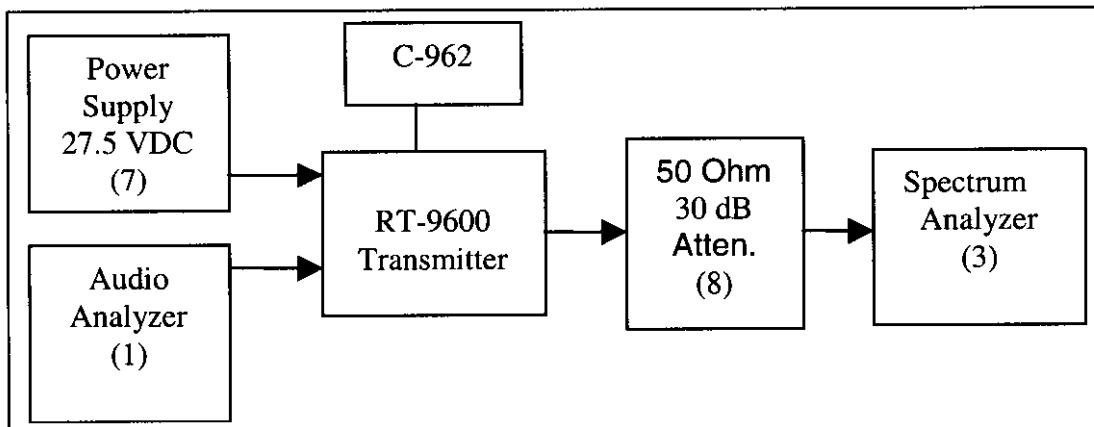 Power
Supply
27.5 VDC
(7)
C-962
RT-9600
Transmitter
50 Ohm
30 dB
Atten.
(8)
Spectrum
Analyzer
(3)
Audio
Analyzer
(1)